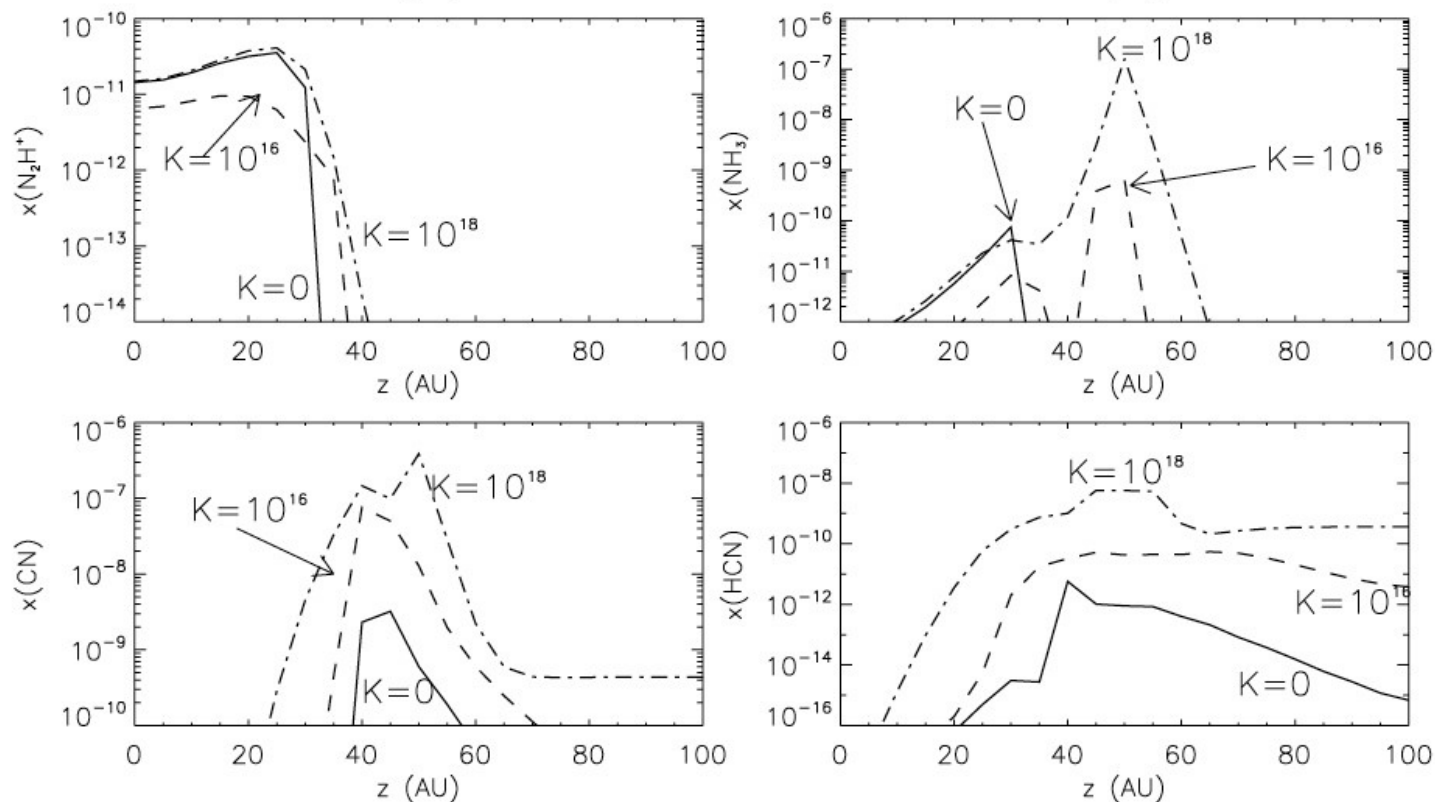 x(N₂H⁺)
10⁻¹⁰
10⁻¹¹
10⁻¹²
10⁻¹³
10⁻¹⁴
K=10¹⁶
K=10¹⁸
K=0
0 20 40 60 80 100
z (AU)
x(NH₃)
10⁻⁶
10⁻⁷
10⁻⁸
10⁻⁹
10⁻¹⁰
10⁻¹¹
10⁻¹²
K=10¹⁸
K=0
K=10¹⁶
0 20 40 60 80 100
z (AU)
x(CN)
10⁻⁶
10⁻⁷
10⁻⁸
10⁻⁹
10⁻¹⁰
K=10¹⁸
K=10¹⁶
K=0
0 20 40 60 80 100
z (AU)
x(HCN)
10⁻⁶
10⁻⁸
10⁻¹⁰
10⁻¹²
10⁻¹⁴
10⁻¹⁶
K=10¹⁸
K=10¹⁶
K=0
0 20 40 60 80 100
z (AU)